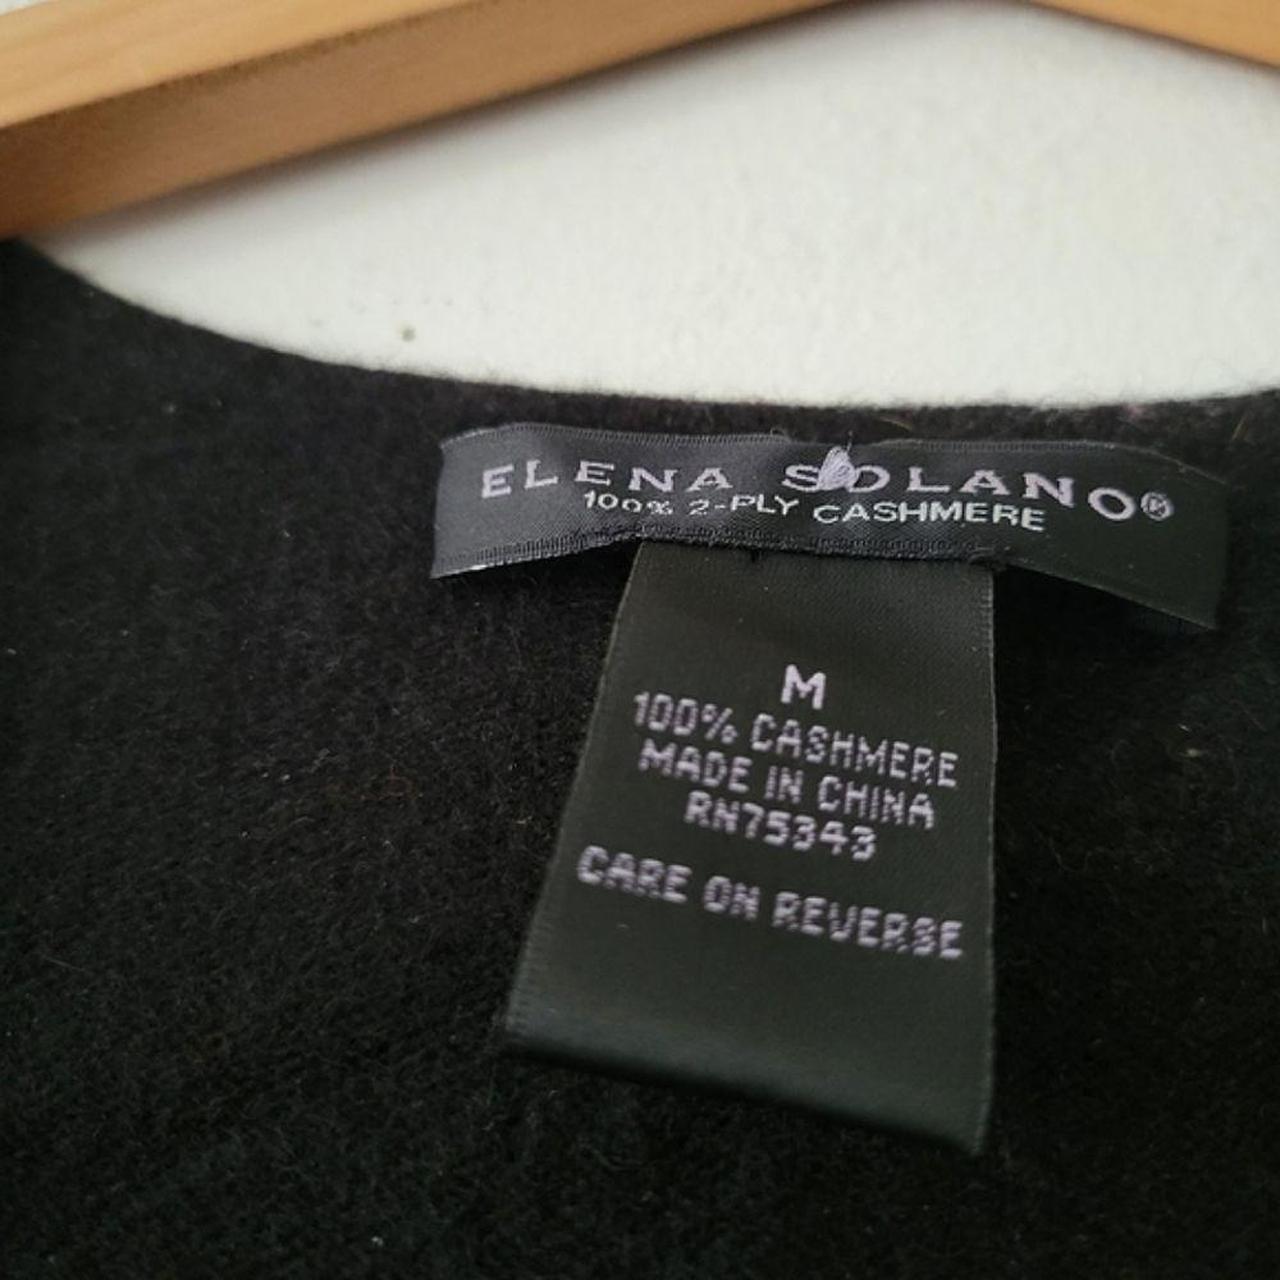 ELENA SOLANO®
100% 2-PLY CASHMERE
M
100% CASHMERE
MADE IN CHINA
RN75343
CARE ON REVERSE